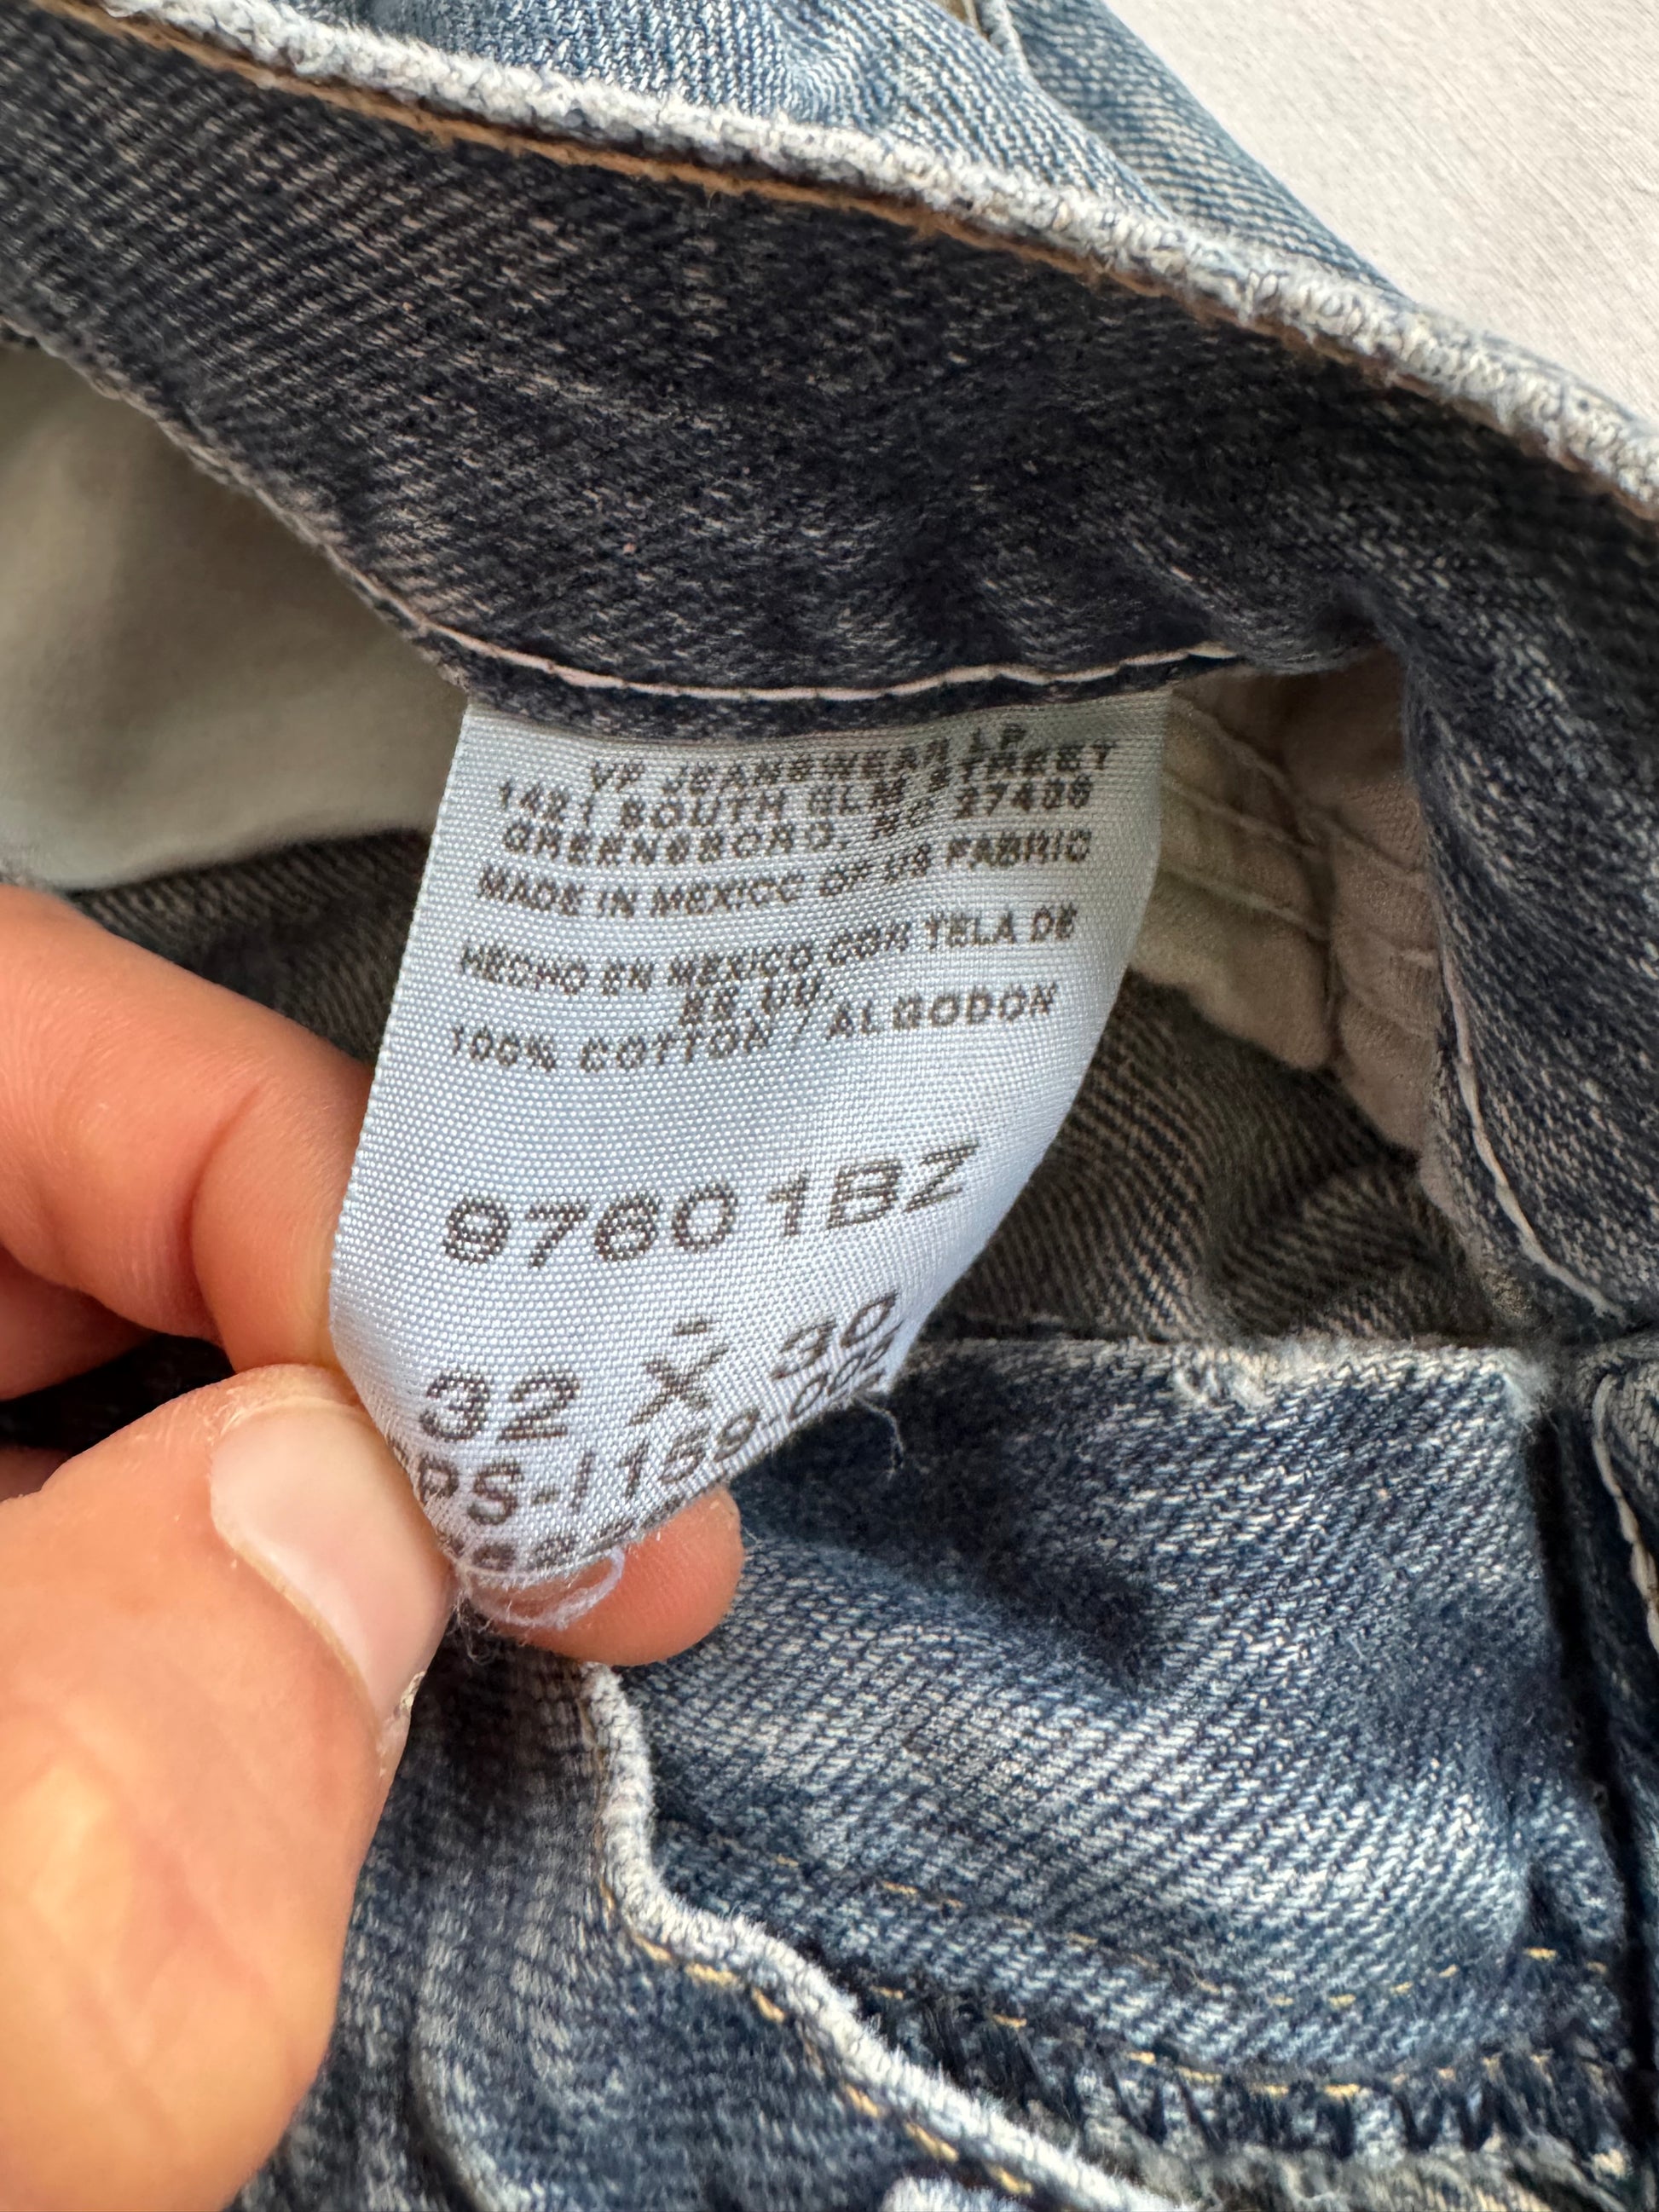 VF JEANSWEAR LP
1421 SOUTH ELM STREET
GREENSBORO, NC 27406
MADE IN MEXICO OF US FABRIC
HECHO EN MEXICO CON TELA DE
EE.UU.
100% COTTON / ALGODON
97601BZ
32 X 30